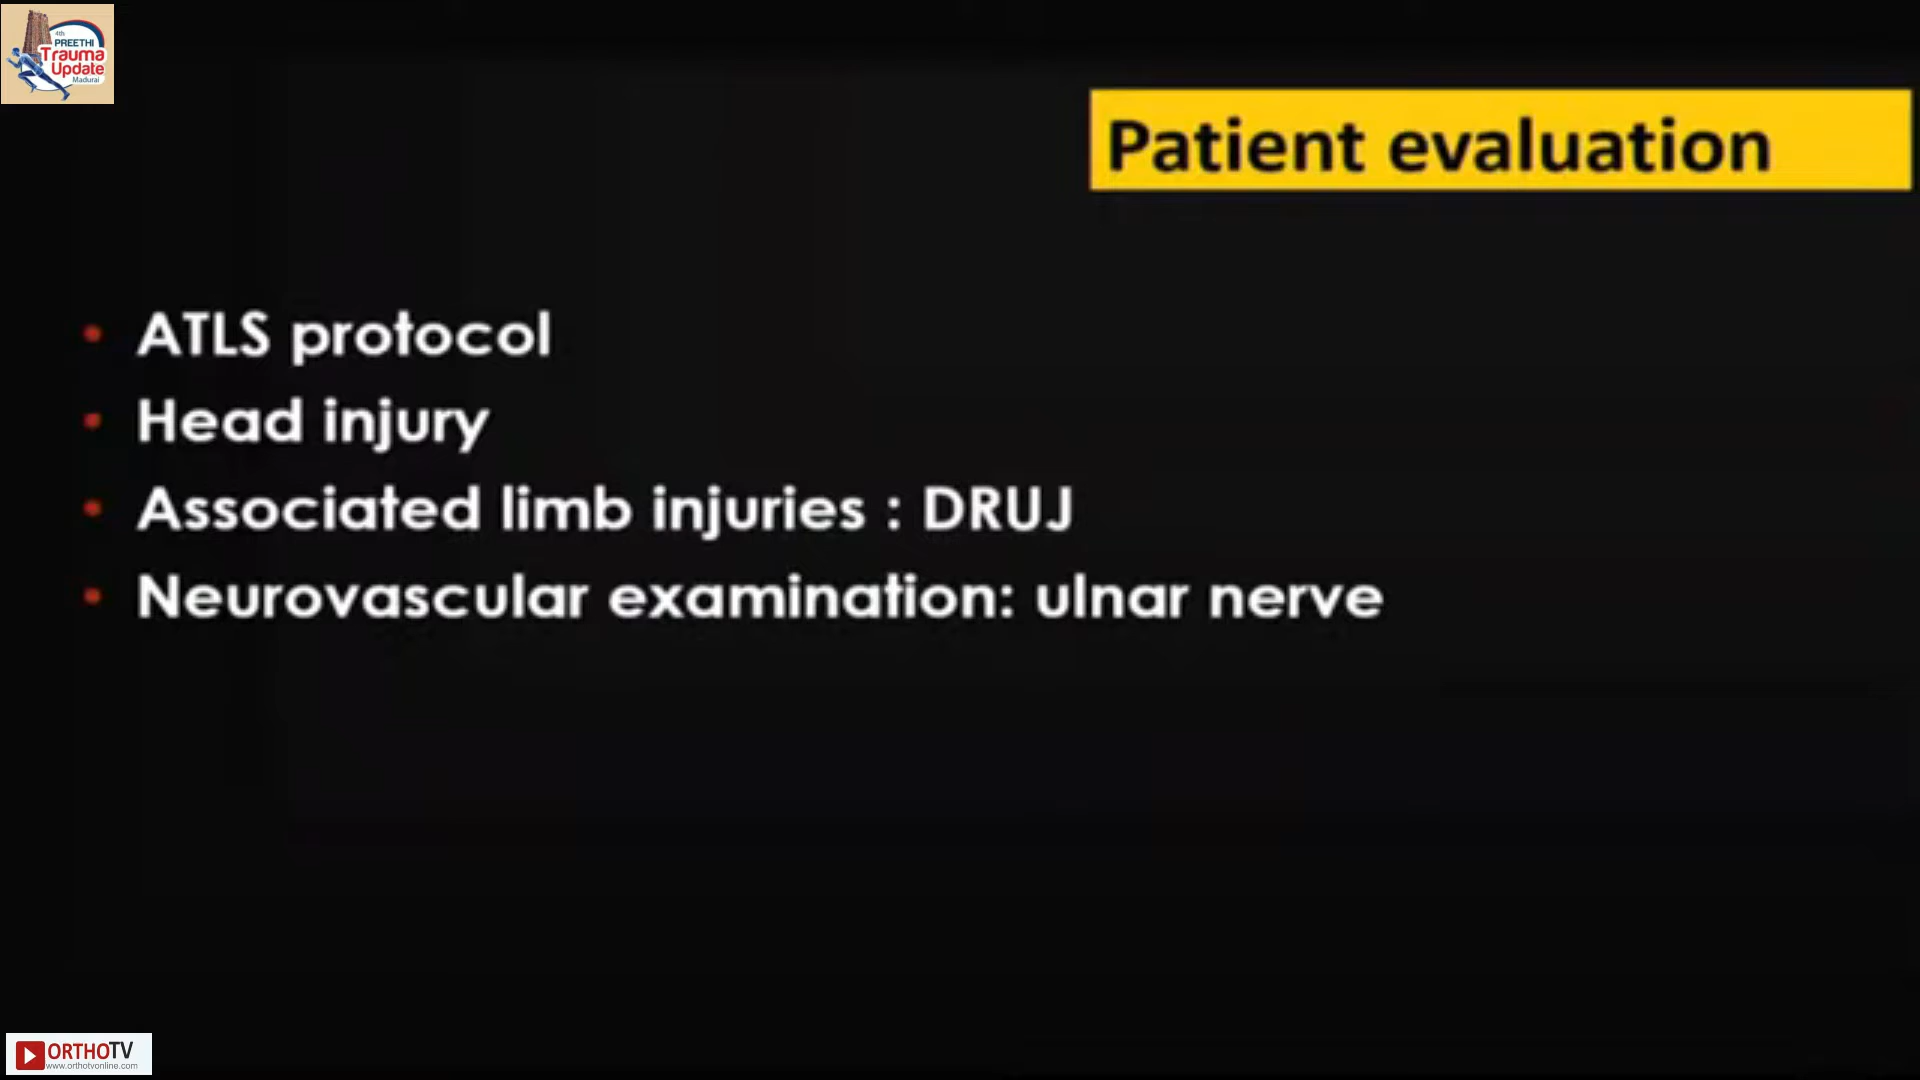 4th
PREETHI
Trauma
Update
Madurai
Patient evaluation
• ATLS protocol
• Head injury
• Associated limb injuries : DRUJ
• Neurovascular examination: ulnar nerve
ORTHOTV
www.orthotvonline.com